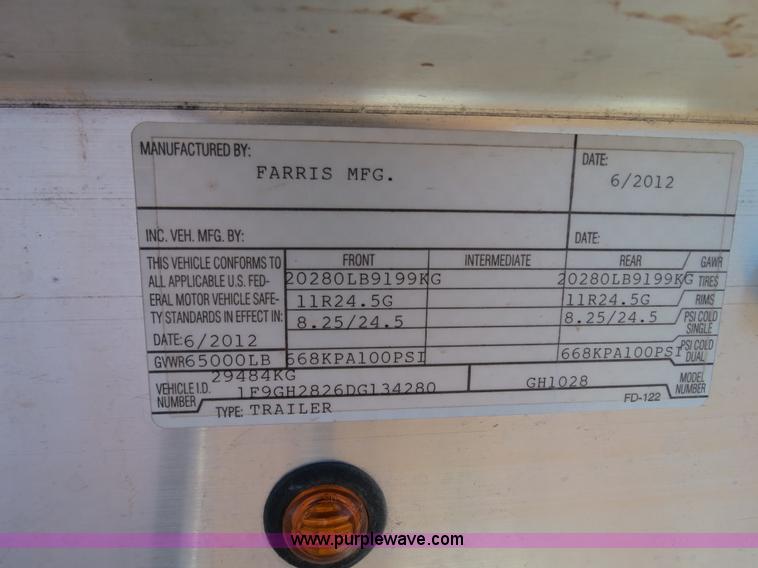 MANUFACTURED BY: DATE:
FARRIS MFG. 6/2012
INC. VEH. MFG. BY: DATE:
THIS VEHICLE CONFORMS TO FRONT INTERMEDIATE REAR GAWR
ALL APPLICABLE U.S. FED- 20280LB9199KG 20280LB9199KG TIRES
ERAL MOTOR VEHICLE SAFE- 11R24.5G 11R24.5G RIMS
TY STANDARDS IN EFFECT IN: 8.25/24.5 8.25/24.5 PSI COLD SINGLE
DATE: 6/2012
GVWR 65000LB 668KPA100PSI 668KPA100PSI PSI COLD DUAL
29484KG
VEHICLE I.D. NUMBER 1F9GH2826DG134280 GH1028 MODEL NUMBER
TYPE: TRAILER FD-122
www.purplewave.com